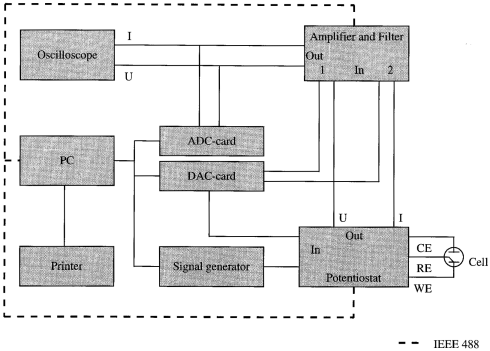 I
Amplifier and Filter
Oscilloscope
Out
1 In 2
U
ADC-card
PC
DAC-card
U I
Out
In
CE
Printer
Signal generator
Cell
RE
Potentiostat
WE
IEEE 488